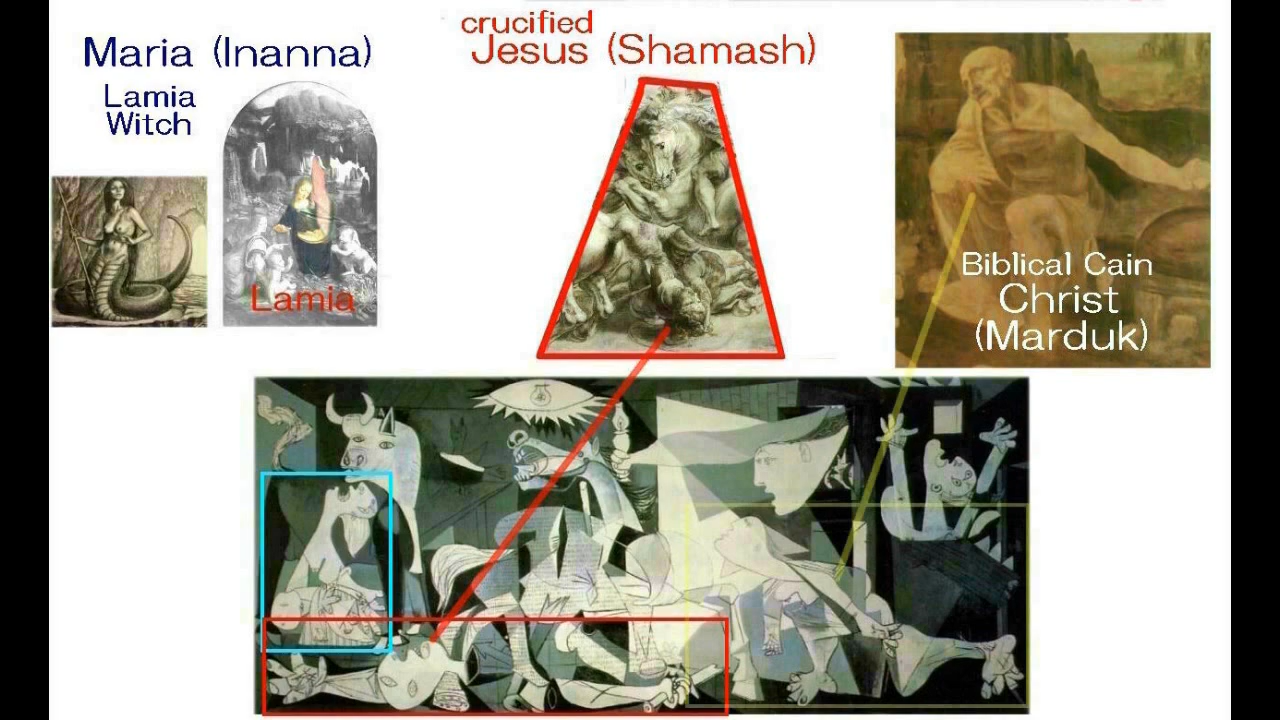 Maria (Inanna)
Lamia
Witch
Lamia
crucified
Jesus (Shamash)
Biblical Cain
Christ
(Marduk)